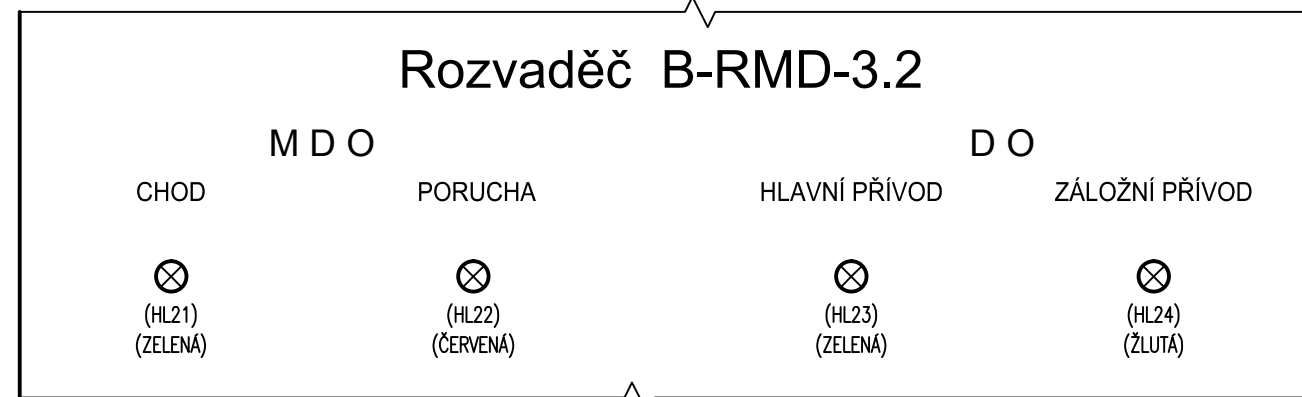 Rozvaděč B-RMD-3.2
M D O D O
CHOD PORUCHA HLAVNÍ PŘÍVOD ZÁLOŽNÍ PŘÍVOD
(HL21) (HL22) (HL23) (HL24)
(ZELENÁ) (ČERVENÁ) (ZELENÁ) (ŽLUTÁ)